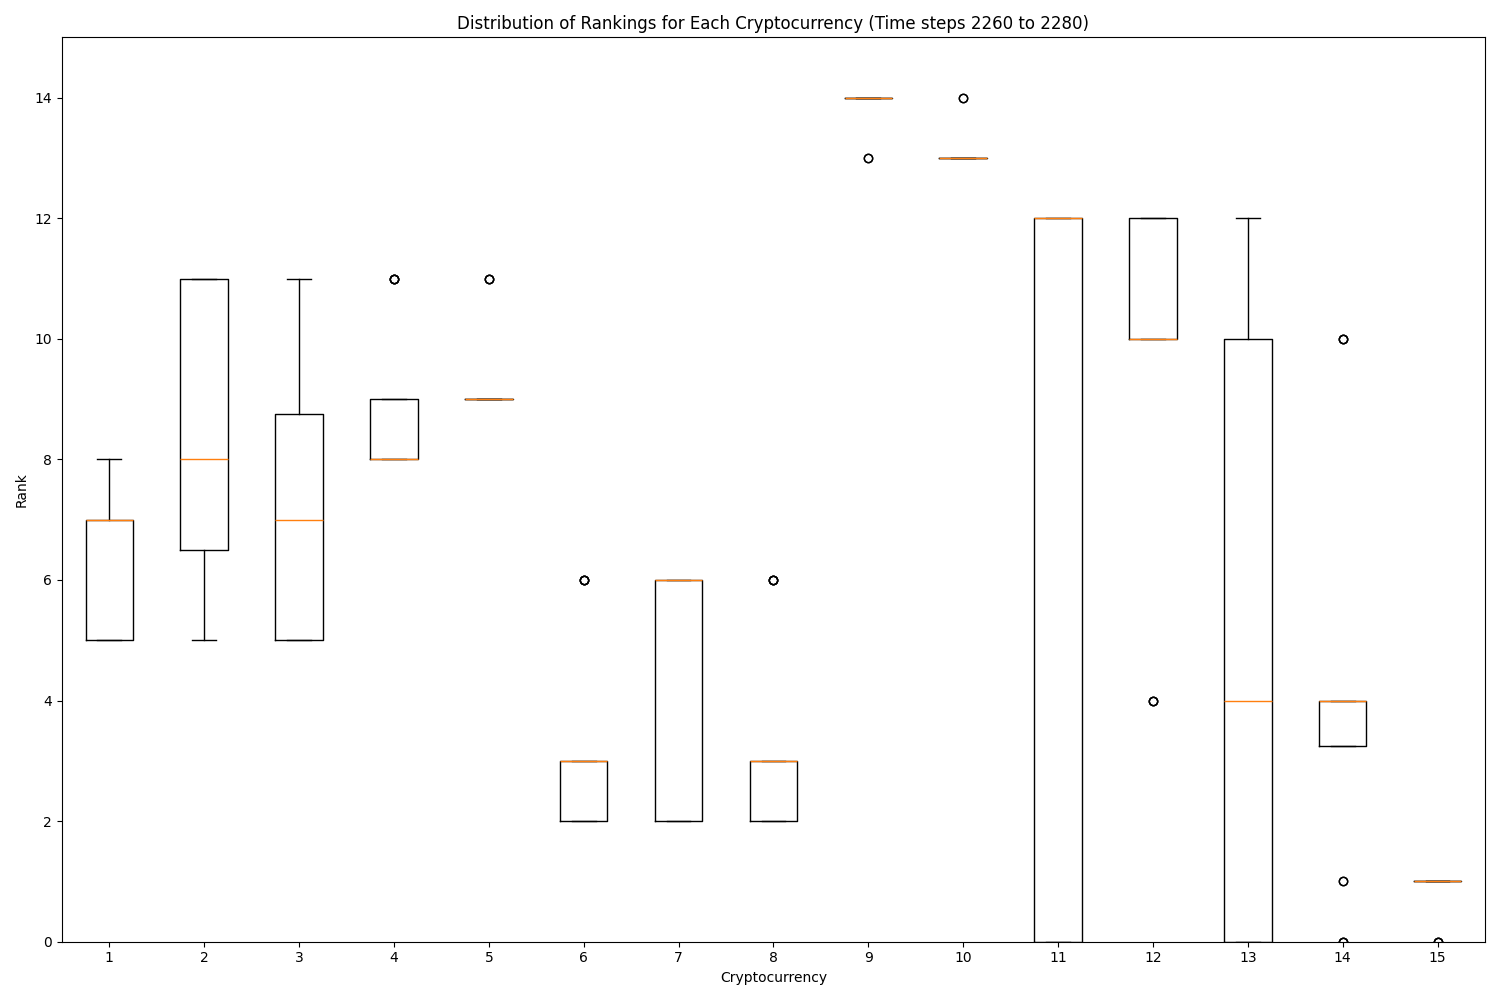 Distribution of Rankings for Each Cryptocurrency (Time steps 2260 to 2280)
Rank
14
12
10
8
6
4
2
0
1 2 3 4 5 6 7 8 9 10 11 12 13 14 15
Cryptocurrency